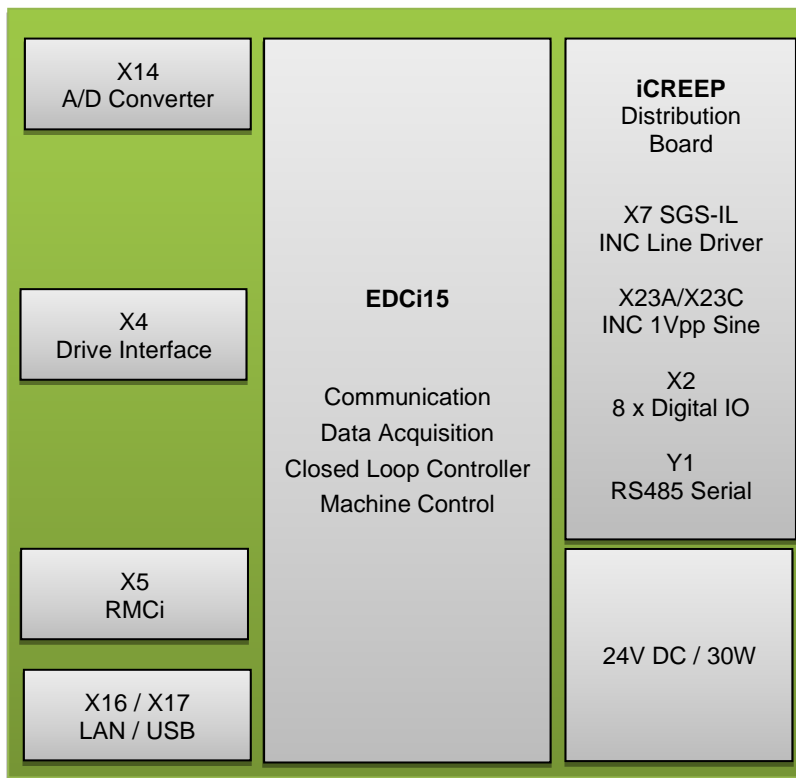 X14
A/D Converter
X4
Drive Interface
X5
RMCi
X16 / X17
LAN / USB
EDCi15
Communication
Data Acquisition
Closed Loop Controller
Machine Control
iCREEP
Distribution
Board
X7 SGS-IL
INC Line Driver
X23A/X23C
INC 1Vpp Sine
X2
8 x Digital IO
Y1
RS485 Serial
24V DC / 30W